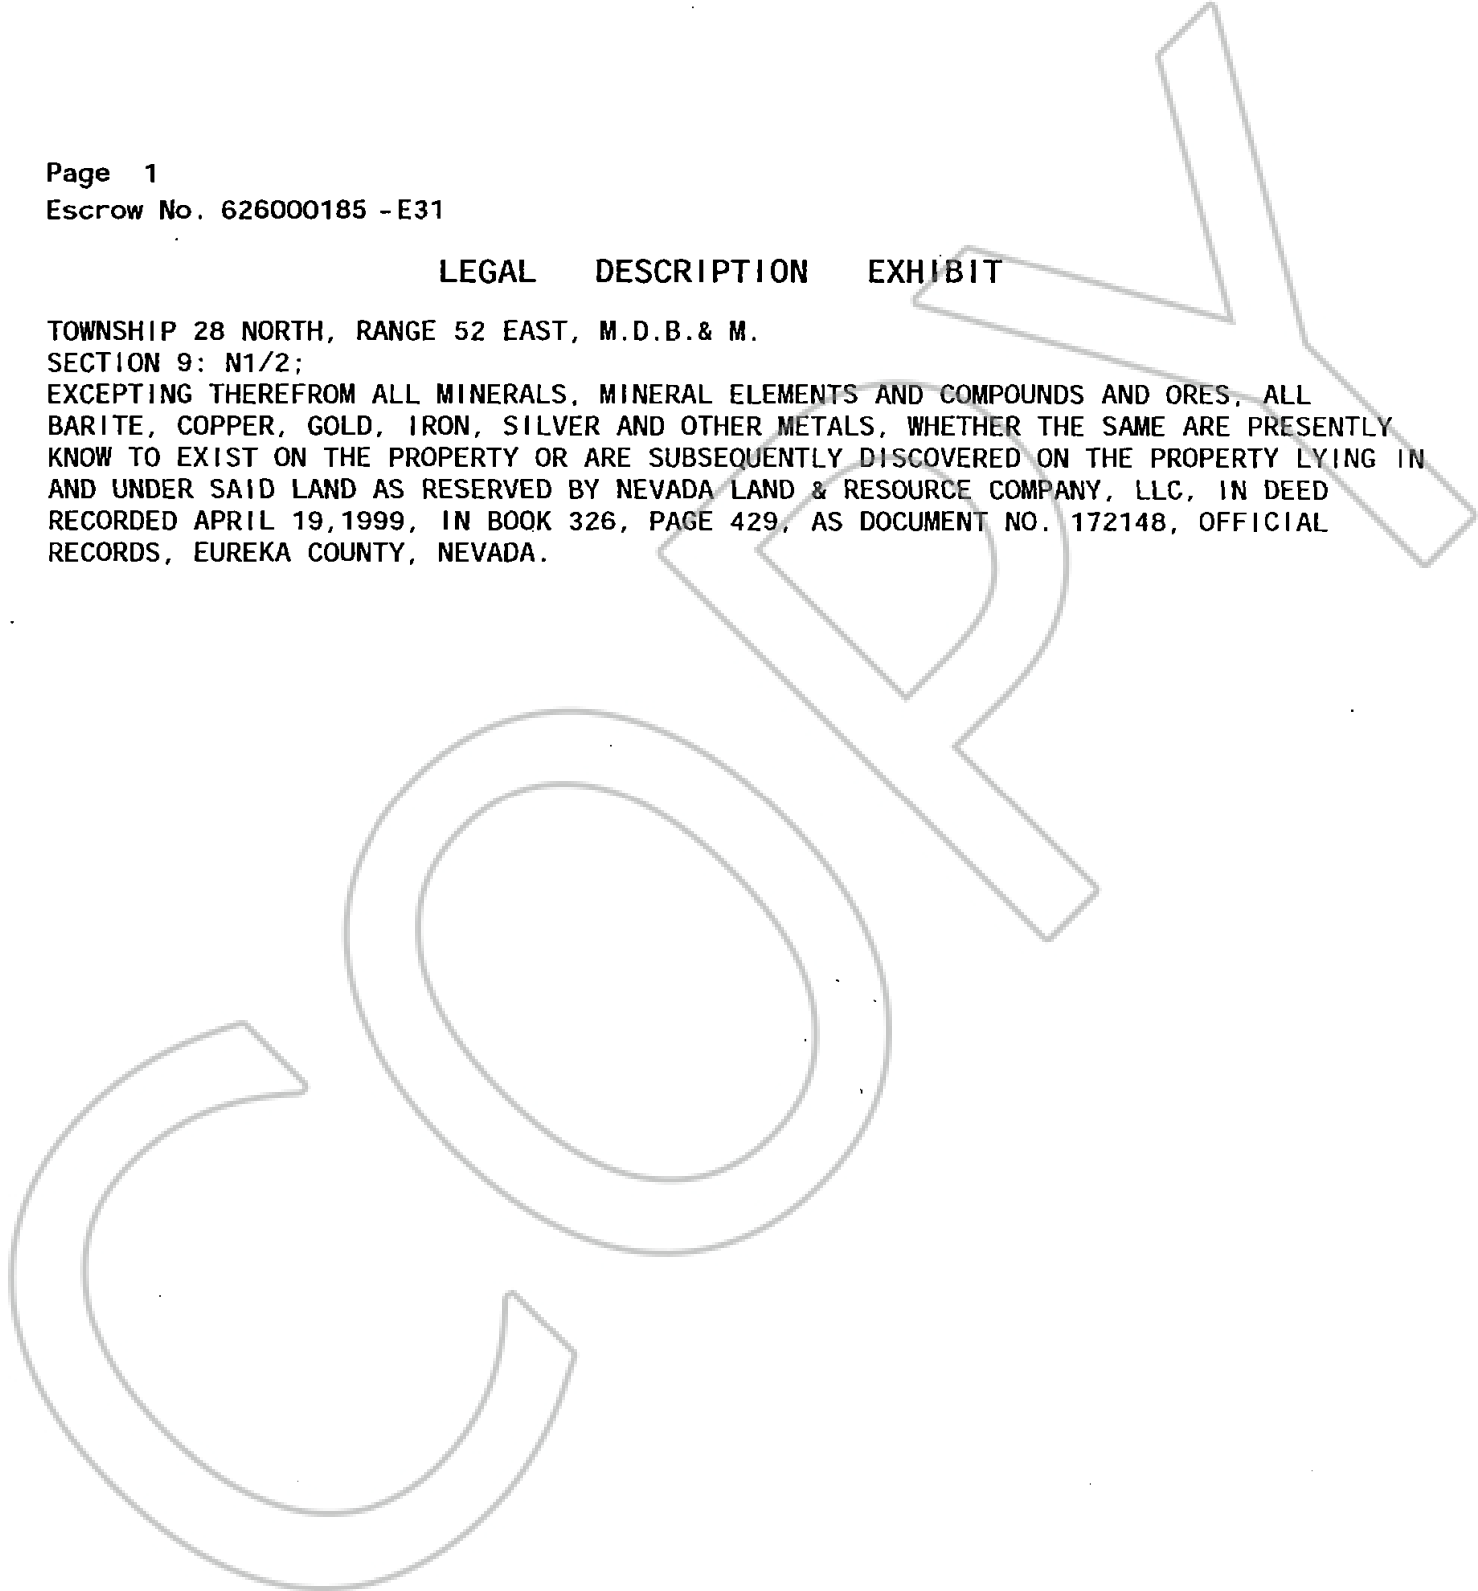 Page 1
Escrow No. 626000185 -E31
LEGAL DESCRIPTION EXHIBIT
TOWNSHIP 28 NORTH, RANGE 52 EAST, M.D.B.& M.
SECTION 9: N1/2;
EXCEPTING THEREFROM ALL MINERALS, MINERAL ELEMENTS AND COMPOUNDS AND ORES, ALL
BARITE, COPPER, GOLD, IRON, SILVER AND OTHER METALS, WHETHER THE SAME ARE PRESENTLY
KNOW TO EXIST ON THE PROPERTY OR ARE SUBSEQUENTLY DISCOVERED ON THE PROPERTY LYING IN
AND UNDER SAID LAND AS RESERVED BY NEVADA LAND & RESOURCE COMPANY, LLC, IN DEED
RECORDED APRIL 19,1999, IN BOOK 326, PAGE 429, AS DOCUMENT NO. 172148, OFFICIAL
RECORDS, EUREKA COUNTY, NEVADA.
COPY